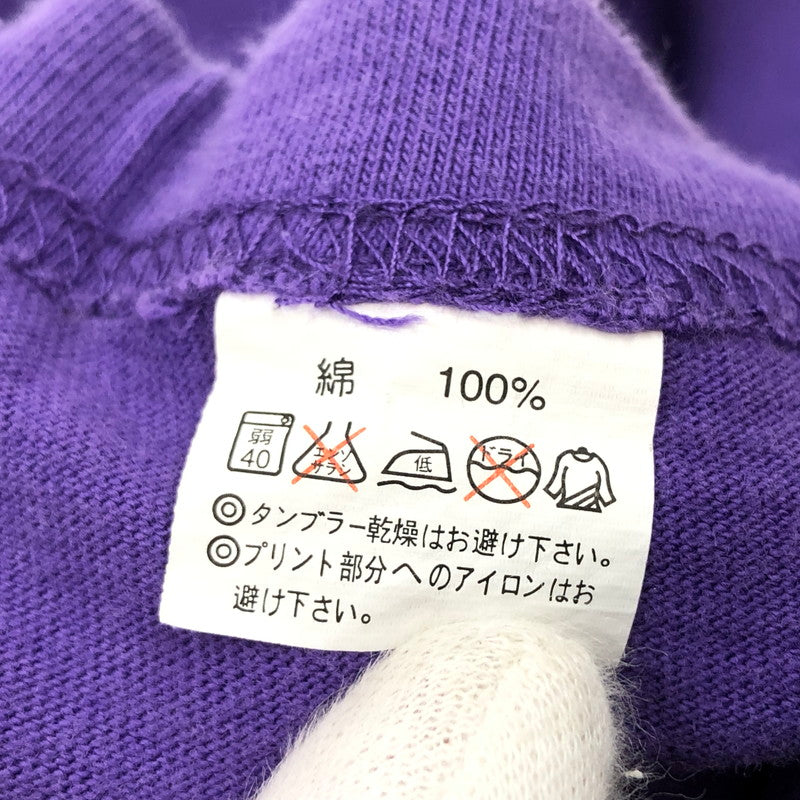 綿 100%
弱 エンソ 低 ドライ
40 サラシ
◎タンブラー乾燥はお避け下さい。
◎プリント部分へのアイロンはお
避け下さい。